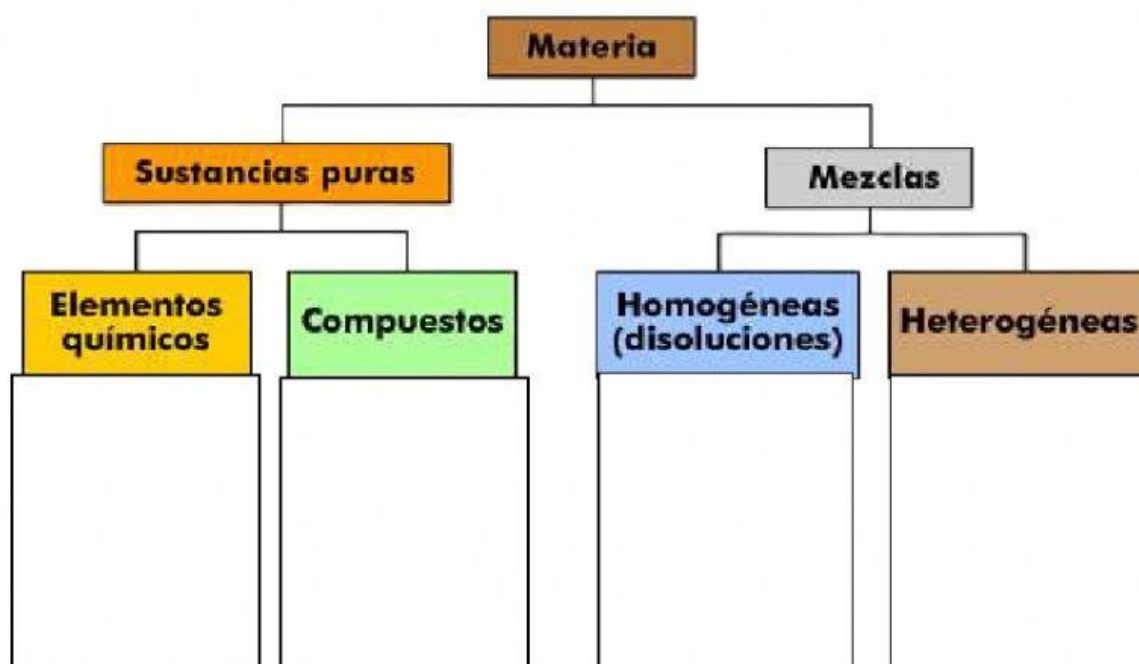 Materia
Sustancias puras
Mezclas
Elementos
químicos
Compuestos
Homogéneas
(disoluciones)
Heterogéneas